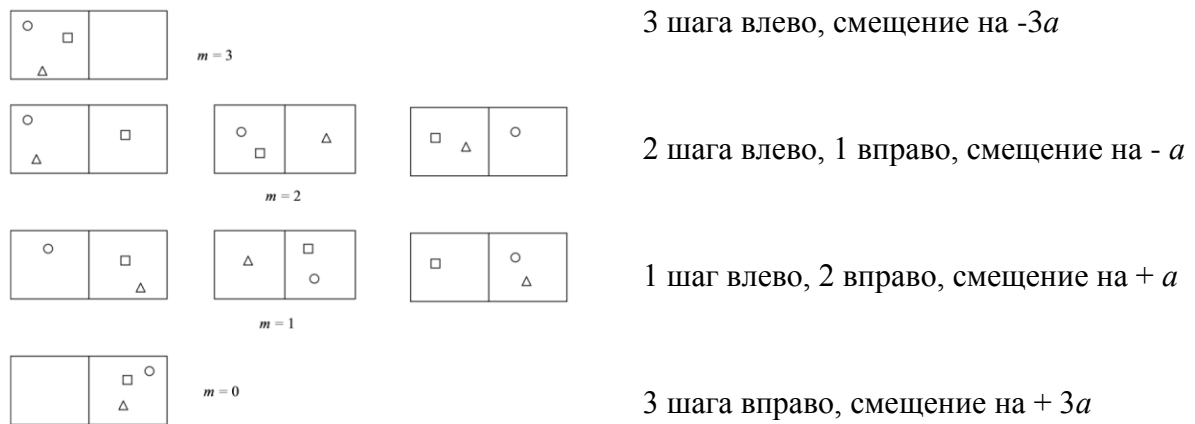 3 шага влево, смещение на -3a
m = 3
2 шага влево, 1 вправо, смещение на - a
m = 2
1 шаг влево, 2 вправо, смещение на + a
m = 1
m = 0
3 шага вправо, смещение на + 3a